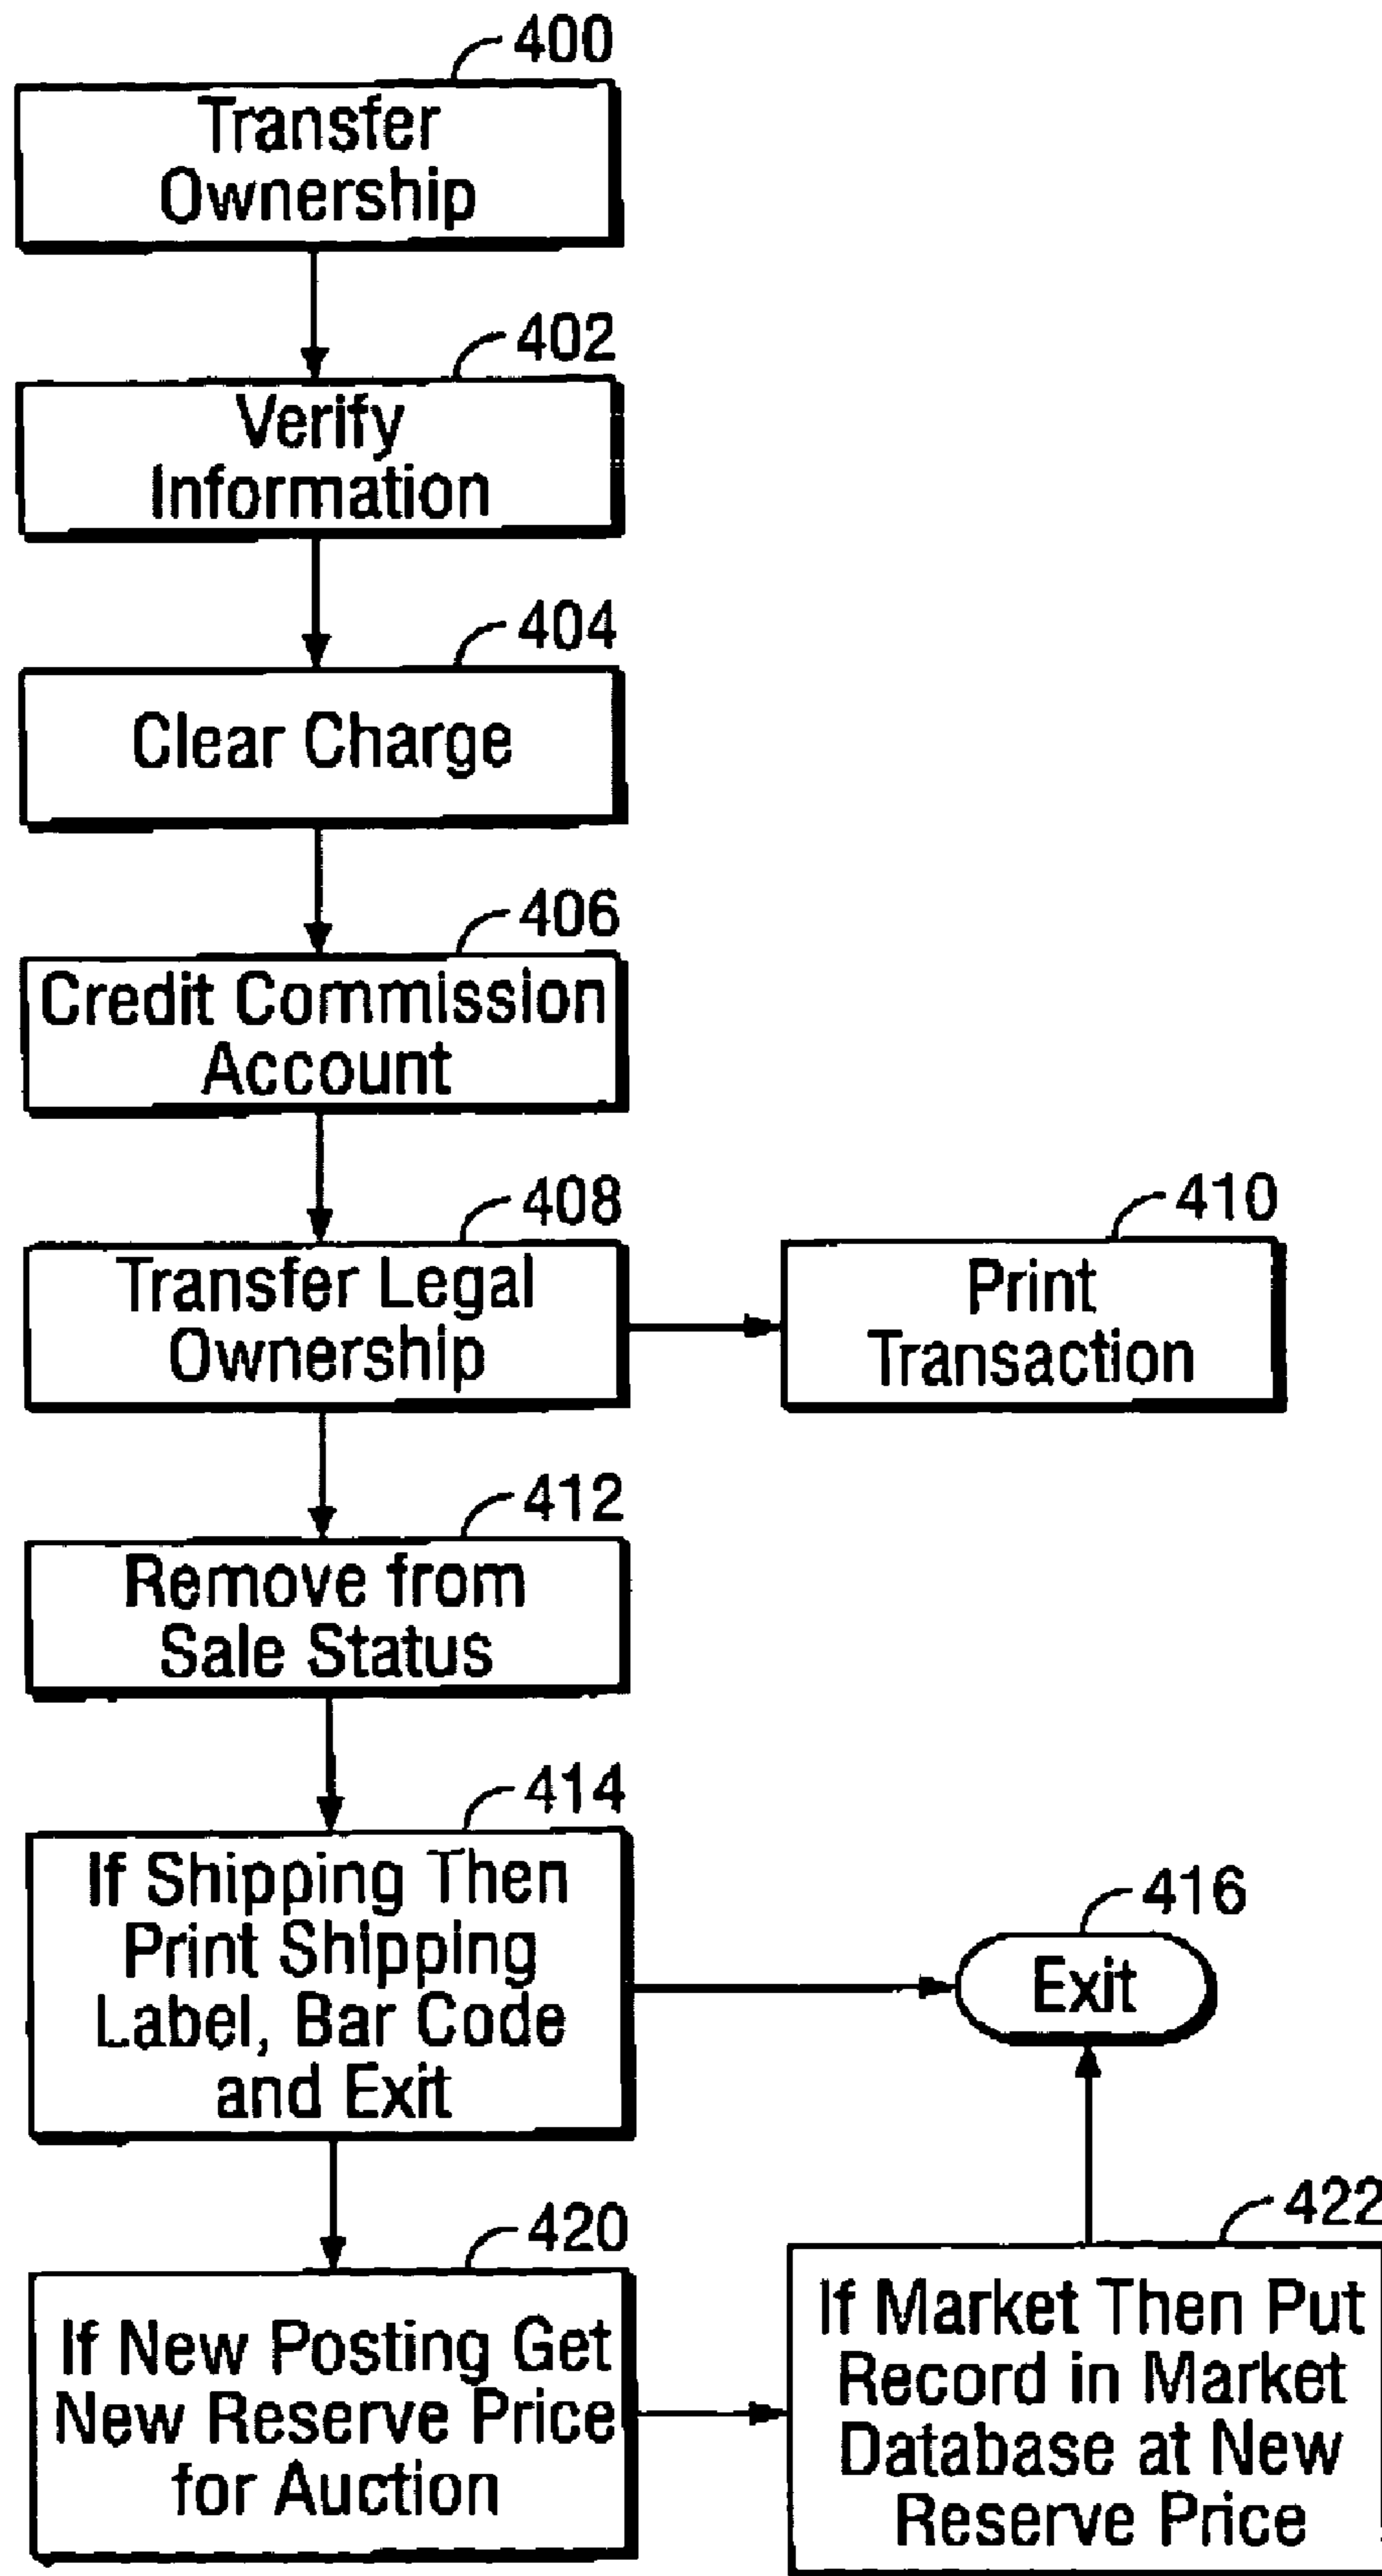 400
Transfer
Ownership
402
Verify
Information
404
Clear Charge
406
Credit Commission
Account
408
Transfer Legal
Ownership
410
Print
Transaction
412
Remove from
Sale Status
414
If Shipping Then
Print Shipping
Label, Bar Code
and Exit
416
Exit
420
If New Posting Get
New Reserve Price
for Auction
422
If Market Then Put
Record in Market
Database at New
Reserve Price